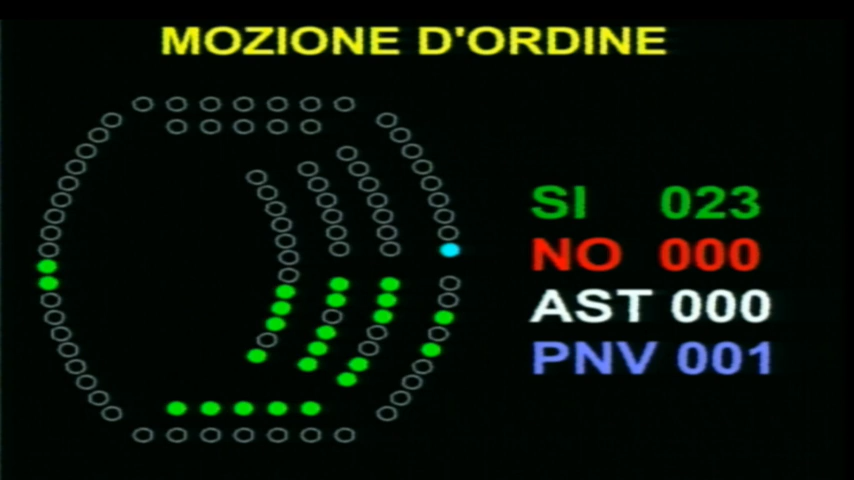 MOZIONE D'ORDINE
SI 023
NO 000
AST 000
PNV 001